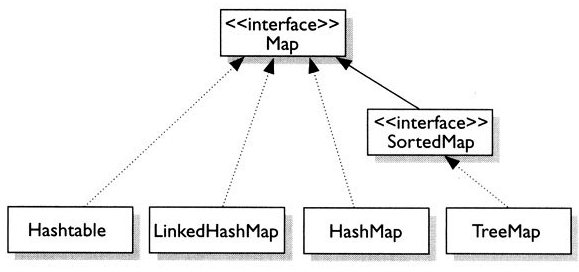 <<interface>>
Map
<<interface>>
SortedMap
Hashtable
LinkedHashMap
HashMap
TreeMap